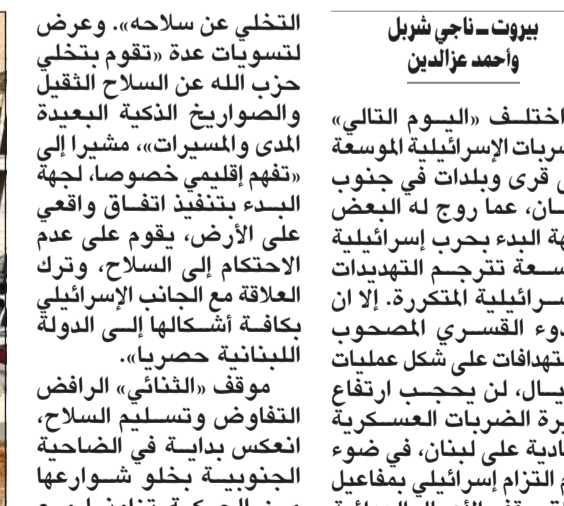 بيروت ــ ناجي شربل
وأحمد عزالدين
اختلف «اليوم التالي»
الإسرائيلية الموسعة
قرى وبلدات في جنوب
عما روج له البعض
البدء بحرب إسرائيلية
تترجم التهديدات
المتكررة. إلا ان
القسري المصحوب
على شكل عمليات
لن يحجب ارتفاع
الضربات العسكرية
على لبنان، في ضوء
التزام إسرائيلي بمفاعيل
التخلي عن سلاحه». وعرض
لتسويات عدة «تقوم بتخلي
حزب الله عن السلاح الثقيل
والصواريخ الذكية البعيدة
المدى والمسيرات»، مشيرا إلى
«تفهم إقليمي خصوصا، لجهة
البدء بتنفيذ اتفاق واقعي
على الأرض، يقوم على عدم
الاحتكام إلى السلاح، وترك
العلاقة مع الجانب الإسرائيلي
بكافة أشكالها إلى الدولة
اللبنانية حصريا».
موقف «الثنائي» الرافض
التفاوض وتسليم السلاح،
انعكس بداية في الضاحية
الجنوبية بخلو شوارعها